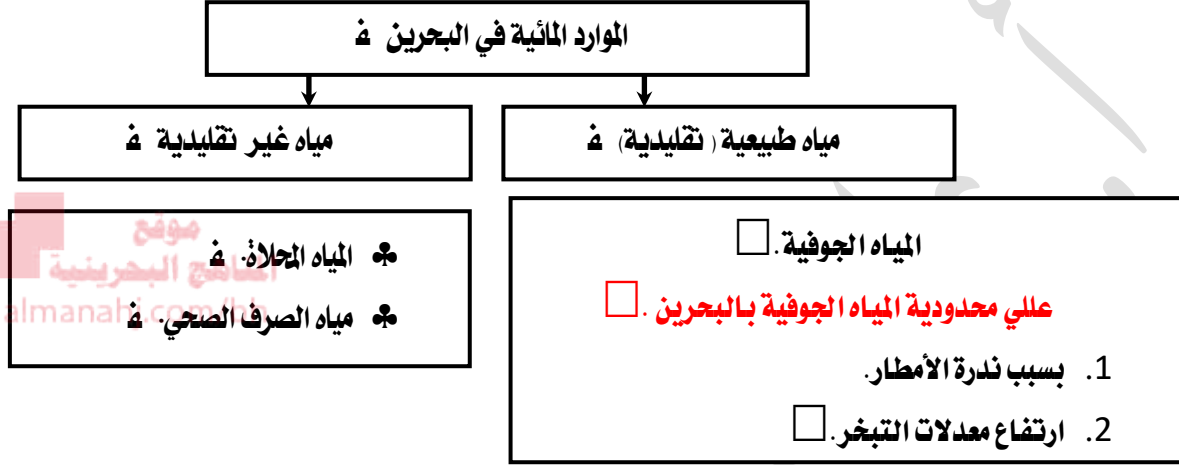 الموارد المائية في البحرين ۿ
مياه طبيعية (تقليدية) ۿ
مياه غير تقليدية ۿ
المياه الجوفية.
عللي محدودية المياه الجوفية بالبحرين .
1. بسبب ندرة الأمطار.
2. ارتفاع معدلات التبخر.
♣ المياه المحلاة.
♣ مياه الصرف الصحي.
موقع
المناهج البحرينية
almanahj.com/bh